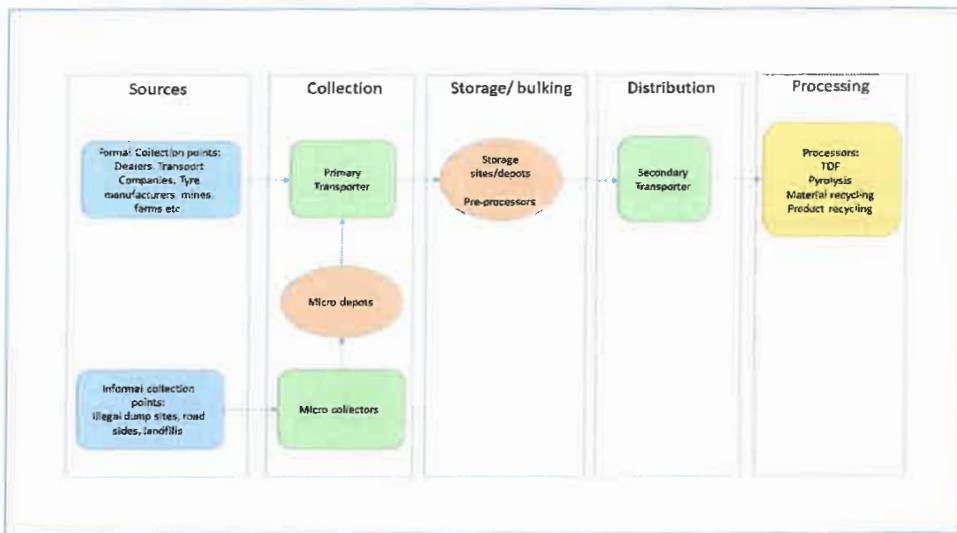 Sources
Collection
Storage/ bulking
Distribution
Processing
Formal Collection points:
Dealers, Transport
Companies, Tyre
manufacturers, mines,
farms etc
Primary
Transporter
Storage
sites/depots
Pre-processors
Secondary
Transporter
Processors:
TDF
Pyrolysis
Material recycling
Product recycling
Micro depots
Informal collection
points:
Illegal dump sites, road
sides, landfills
Micro collectors